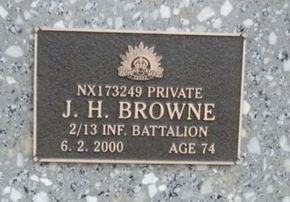 NX173249 PRIVATE
J. H. BROWNE
2/13 INF. BATTALION
6. 2. 2000 AGE 74